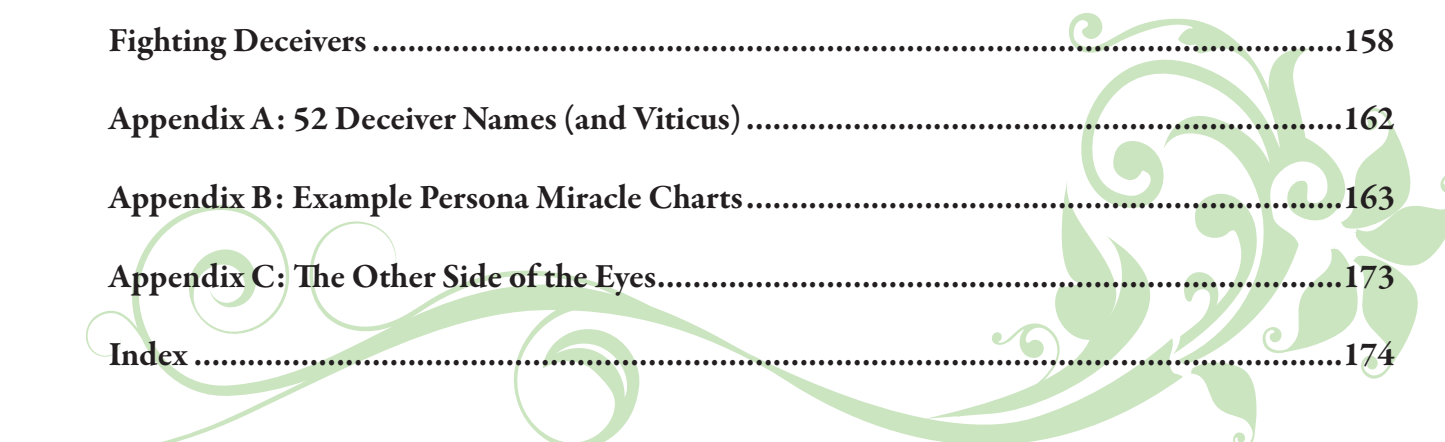 Fighting Deceivers ..........................................................................................................158
Appendix A: 52 Deceiver Names (and Viticus) ..................................................................162
Appendix B: Example Persona Miracle Charts ..................................................................163
Appendix C: The Other Side of the Eyes............................................................................173
Index ................................................................................................................................174